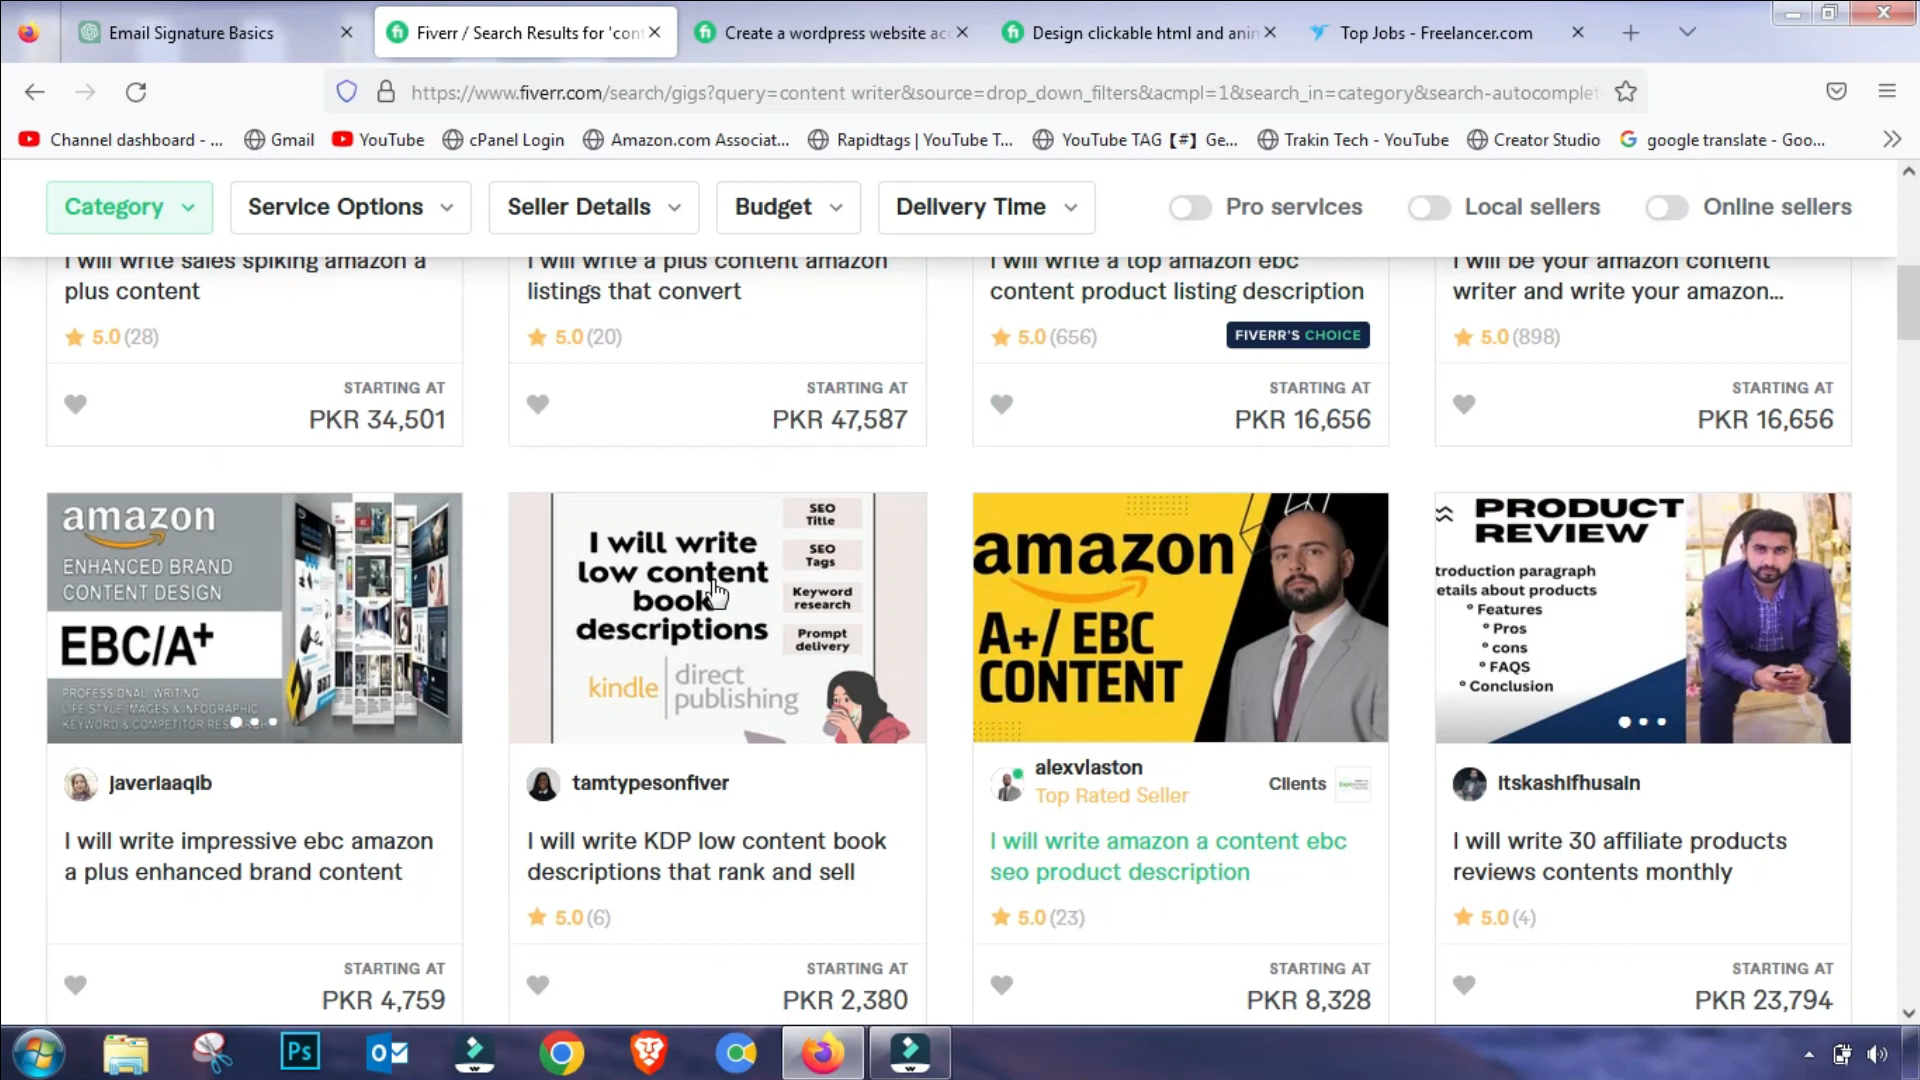 Email Signature Basics
Fiverr / Search Results for 'con
Create a wordpress website acc
Design clickable html and anin
Top Jobs - Freelancer.com
https://www.fiverr.com/search/gigs?query=content writer&source=drop_down_filters&acmpl=1&search_in=category&search-autocomplet
Channel dashboard - ...
Gmail
YouTube
cPanel Login
Amazon.com Associat...
Rapidtags | YouTube T...
YouTube TAG【#】Ge...
Trakin Tech - YouTube
Creator Studio
google translate - Goo...
Category
Service Options
Seller Details
Budget
Delivery Time
Pro services
Local sellers
Online sellers
I will write sales spiking amazon a
plus content
5.0 (28)
STARTING AT
PKR 34,501
I will write a plus content amazon
listings that convert
5.0 (20)
STARTING AT
PKR 47,587
I will write a top amazon ebc
content product listing description
5.0 (656)
FIVERR'S CHOICE
STARTING AT
PKR 16,656
I will be your amazon content
writer and write your amazon...
5.0 (898)
STARTING AT
PKR 16,656
amazon
ENHANCED BRAND
CONTENT DESIGN
EBC/A+
PROFESSIONAL WRITING
LIFE STYLE IMAGES & INFOGRAPHIC
KEYWORD & COMPETITOR RESEARCH
javeriaaqib
I will write impressive ebc amazon
a plus enhanced brand content
STARTING AT
PKR 4,759
I will write
low content
book
descriptions
SEO
Title
SEO
Tags
Keyword
research
Prompt
delivery
kindle
direct
publishing
tamtypesonfiver
I will write KDP low content book
descriptions that rank and sell
5.0 (6)
STARTING AT
PKR 2,380
amazon
A+/ EBC
CONTENT
alexvlaston
Top Rated Seller
Clients
I will write amazon a content ebc
seo product description
5.0 (23)
STARTING AT
PKR 8,328
PRODUCT
REVIEW
troduction paragraph
etails about products
° Features
° Pros
° cons
° FAQS
° Conclusion
itskashifhusain
I will write 30 affiliate products
reviews contents monthly
5.0 (4)
STARTING AT
PKR 23,794
Ps